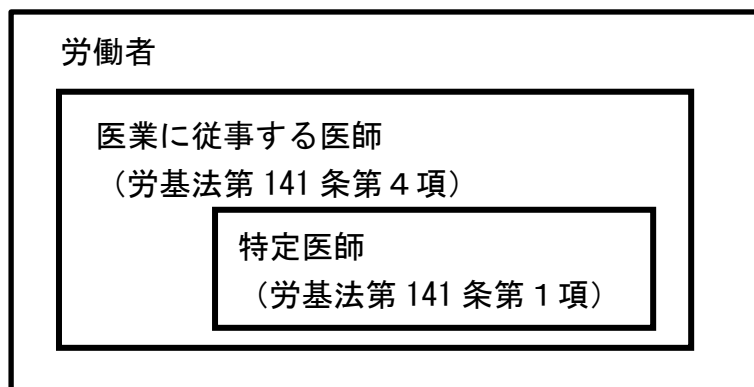 労働者
医業に従事する医師
（労基法第 141 条第４項）
特定医師
（労基法第 141 条第１項）